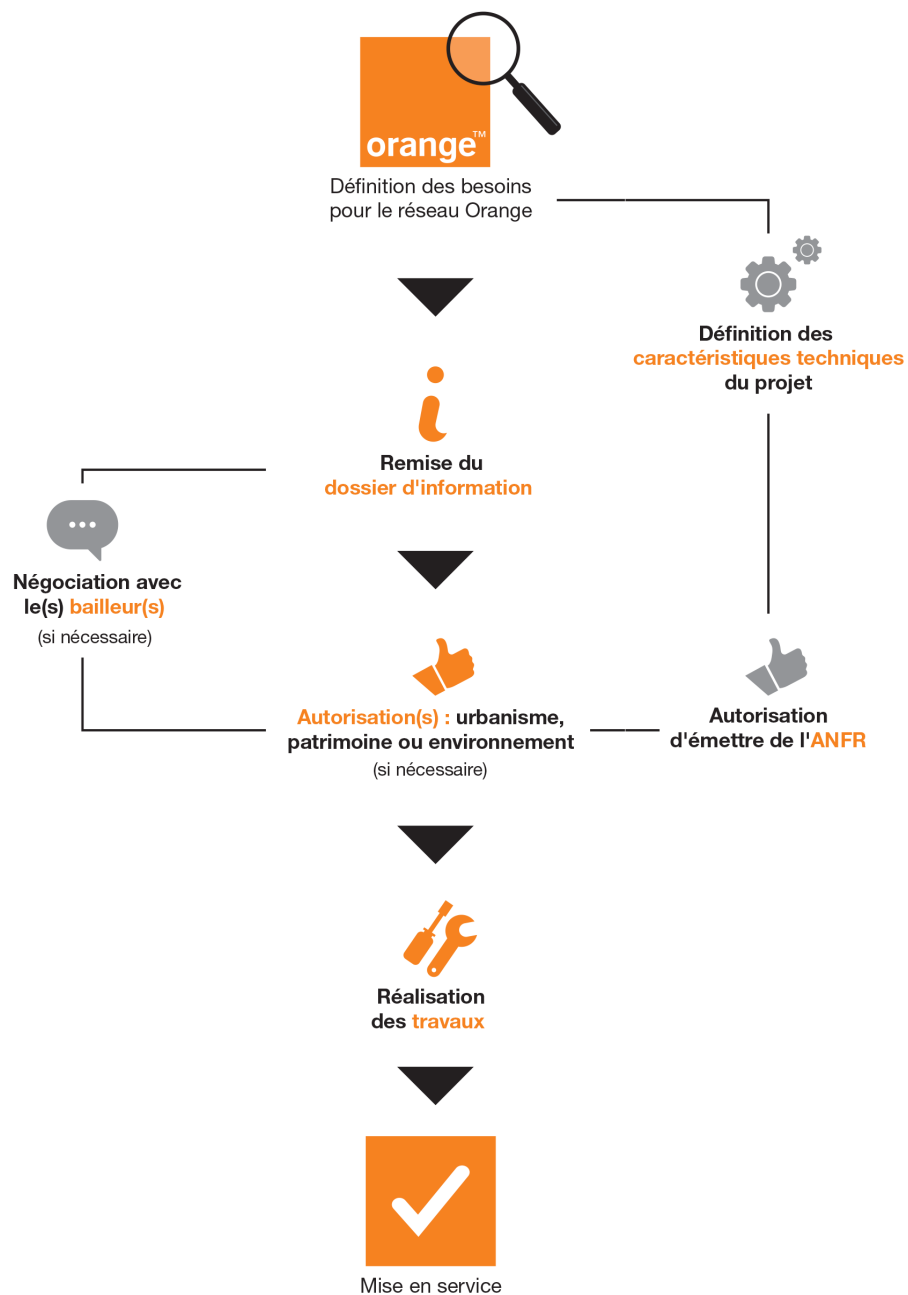 orange™
Définition des besoins
pour le réseau Orange
Définition des
caractéristiques techniques
du projet
Remise du
dossier d'information
Négociation avec
le(s) bailleur(s)
(si nécessaire)
Autorisation(s) : urbanisme,
patrimoine ou environnement
(si nécessaire)
Autorisation
d'émettre de l'ANFR
Réalisation
des travaux
Mise en service